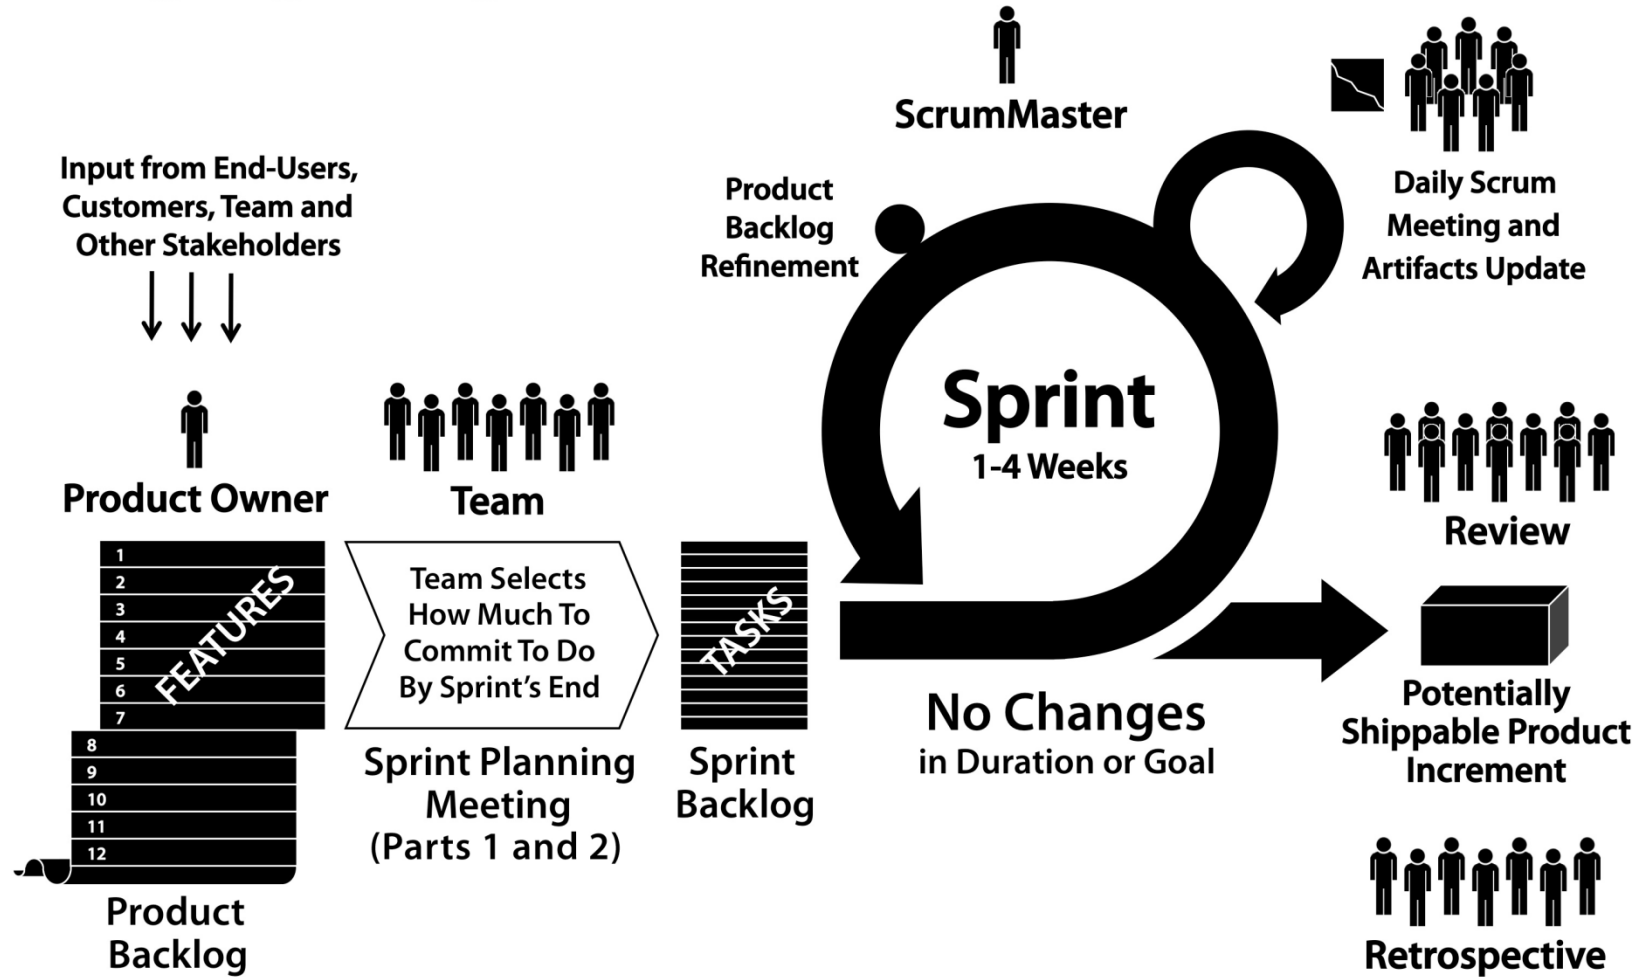 Input from End-Users,
Customers, Team and
Other Stakeholders
Product Owner
1
2
3
4
5
6
7
FEATURES
8
9
10
11
12
Product
Backlog
Team
Team Selects
How Much To
Commit To Do
By Sprint's End
Sprint Planning
Meeting
(Parts 1 and 2)
TASKS
Sprint
Backlog
Product
Backlog
Refinement
ScrumMaster
Sprint
1-4 Weeks
No Changes
in Duration or Goal
Daily Scrum
Meeting and
Artifacts Update
Review
Potentially
Shippable Product
Increment
Retrospective